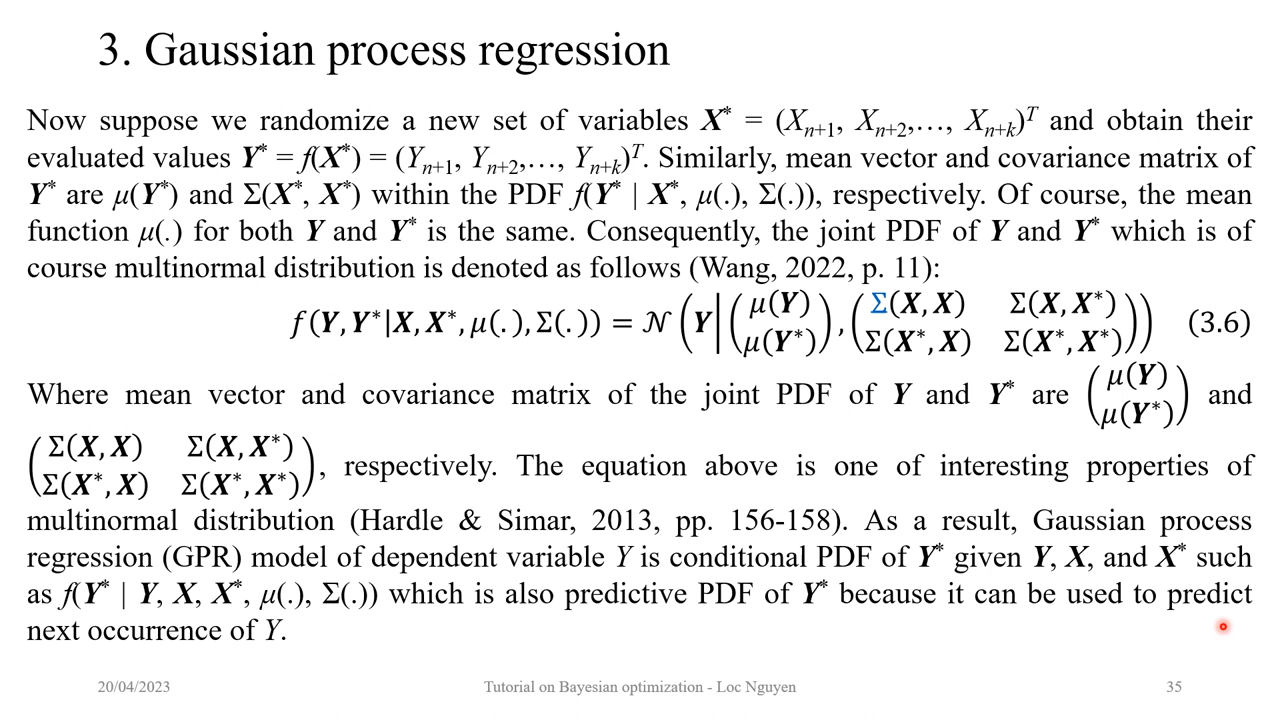 3. Gaussian process regression
Now suppose we randomize a new set of variables X* = (Xₙ₊₁, Xₙ₊₂,…, Xₙ₊ₖ)ᵀ and obtain their
evaluated values Y* = f(X*) = (Yₙ₊₁, Yₙ₊₂,…, Yₙ₊ₖ)ᵀ. Similarly, mean vector and covariance matrix of
Y* are μ(Y*) and Σ(X*, X*) within the PDF f(Y* | X*, μ(.), Σ(.)), respectively. Of course, the mean
function μ(.) for both Y and Y* is the same. Consequently, the joint PDF of Y and Y* which is of
course multinormal distribution is denoted as follows (Wang, 2022, p. 11):
f(Y, Y*|X, X*, μ(.), Σ(.)) = 𝒩(Y|(μ(Y) μ(Y*)), (Σ(X, X) Σ(X, X*) Σ(X*, X) Σ(X*, X*))) (3.6)
Where mean vector and covariance matrix of the joint PDF of Y and Y* are (μ(Y) μ(Y*)) and
(Σ(X, X) Σ(X, X*) Σ(X*, X) Σ(X*, X*)), respectively. The equation above is one of interesting properties of
multinormal distribution (Hardle & Simar, 2013, pp. 156-158). As a result, Gaussian process
regression (GPR) model of dependent variable Y is conditional PDF of Y* given Y, X, and X* such
as f(Y* | Y, X, X*, μ(.), Σ(.)) which is also predictive PDF of Y* because it can be used to predict
next occurrence of Y.
20/04/2023 Tutorial on Bayesian optimization - Loc Nguyen 35